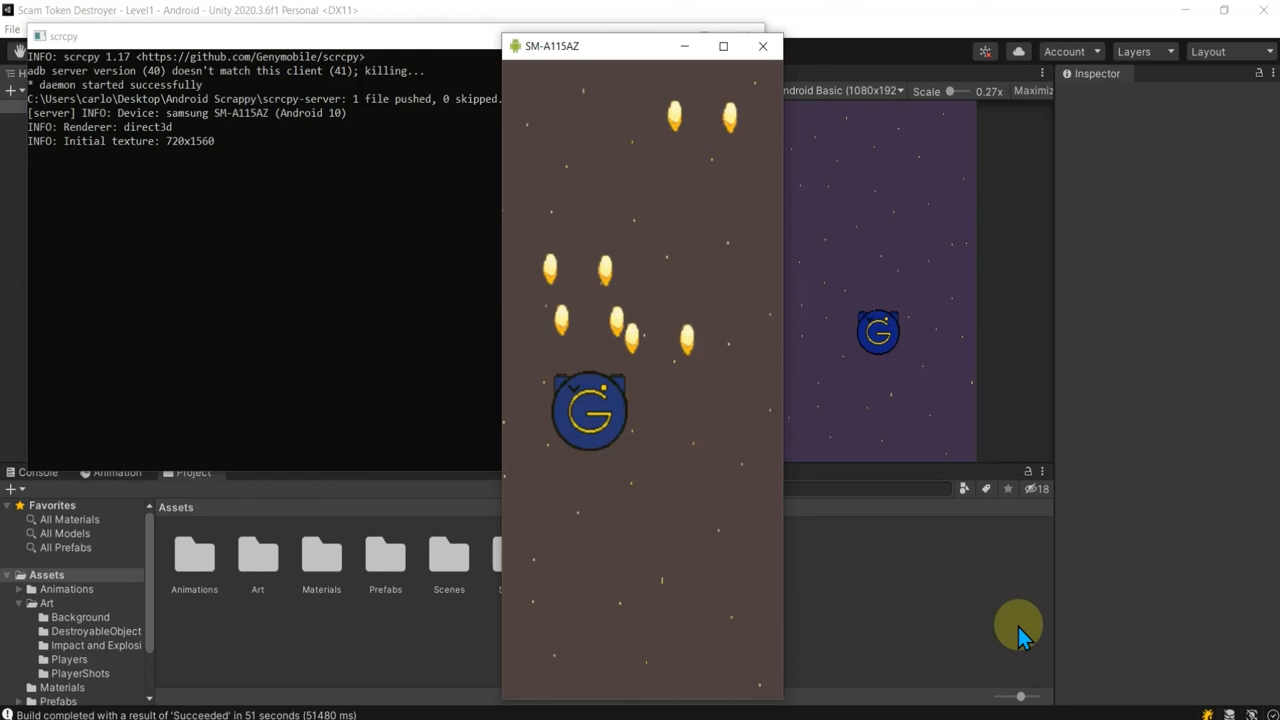 Scam Token Destroyer - Level1 - Android - Unity 2020.3.6f1 Personal <DX11>
File
scrcpy
SM-A115AZ
INFO: scrcpy 1.17 <https://github.com/Genymobile/scrcpy>
adb server version (40) doesn't match this client (41); killing...
* daemon started successfully
C:\Users\carlo\Desktop\Android Scrappy\scrcpy-server: 1 file pushed, 0 skipped.
[server] INFO: Device: samsung SM-A115AZ (Android 10)
INFO: Renderer: direct3d
INFO: Initial texture: 720x1560
Account
Layers
Layout
Inspector
ndroid Basic (1080x192
Scale
0.27x
Maximiz
G
G
Console
Animation
Project
18
Favorites
All Materials
All Models
All Prefabs
Assets
Animations
Art
Background
DestroyableObject
Impact and Explosi
Players
PlayerShots
Materials
Prefabs
Assets
Animations
Art
Materials
Prefabs
Scenes
Build completed with a result of 'Succeeded' in 51 seconds (51480 ms)